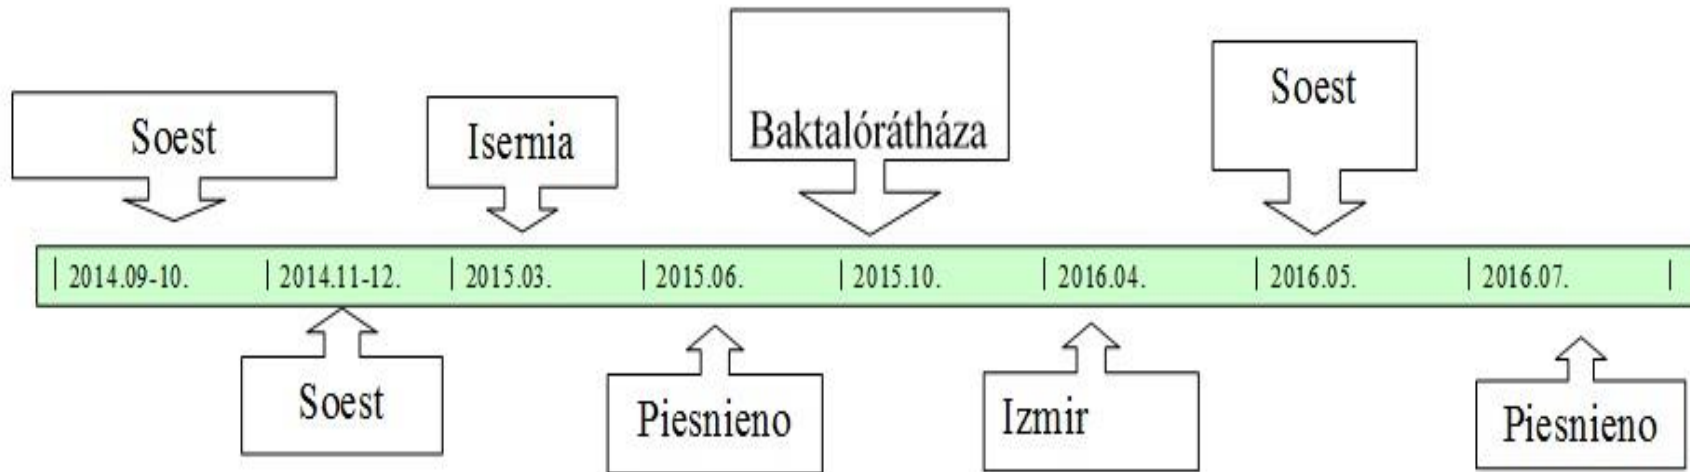 Soest
Isernia
Baktalórátháza
Soest
2014.09-10.
2014.11-12.
2015.03.
2015.06.
2015.10.
2016.04.
2016.05.
2016.07.
Soest
Piesnieno
Izmir
Piesnieno